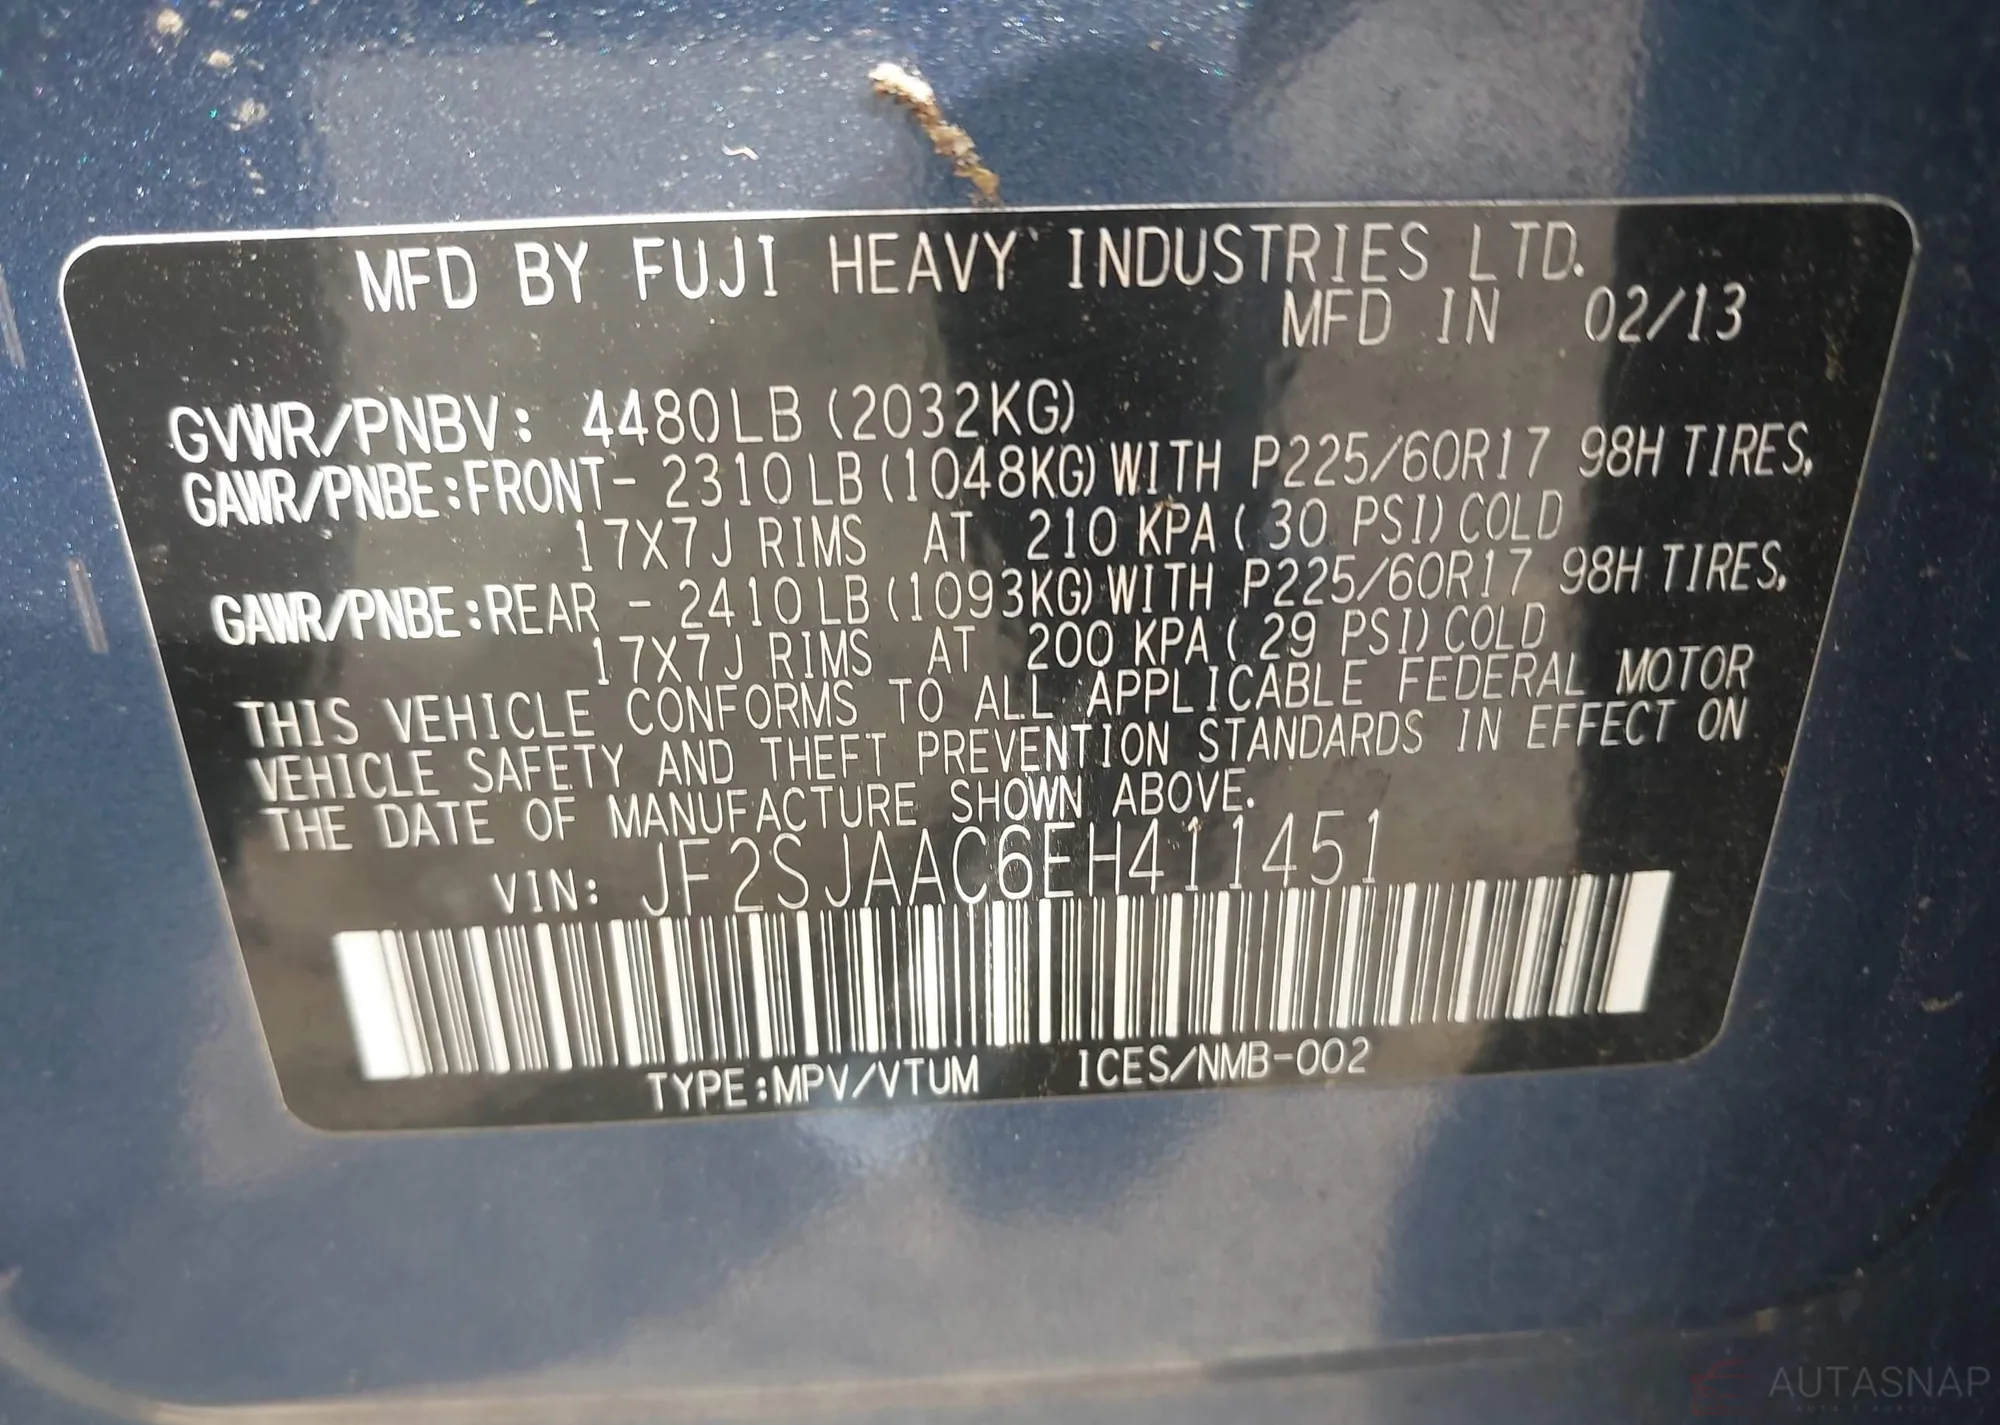 MFD BY FUJI HEAVY INDUSTRIES LTD.
MFD IN 02/13
GVWR/PNBV: 4480LB (2032KG)
GAWR/PNBE:FRONT- 2310LB (1048KG) WITH P225/60R17 98H TIRES,
17X7J RIMS AT 210 KPA ( 30 PSI) COLD
GAWR/PNBE:REAR - 2410LB (1093KG) WITH P225/60R17 98H TIRES,
17X7J RIMS AT 200 KPA ( 29 PSI) COLD
THIS VEHICLE CONFORMS TO ALL APPLICABLE FEDERAL MOTOR
VEHICLE SAFETY AND THEFT PREVENTION STANDARDS IN EFFECT ON
THE DATE OF MANUFACTURE SHOWN ABOVE.
VIN: JF2SJAAC6EH411451
TYPE:MPV/VTUM ICES/NMB-002
AUTASNAP